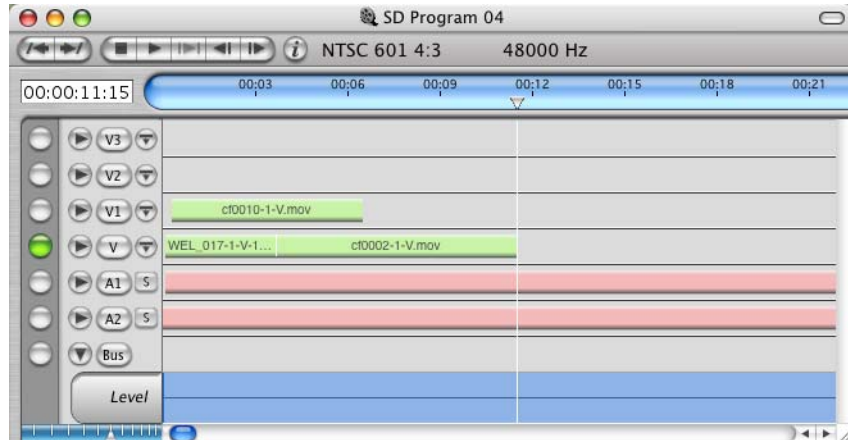 SD Program 04
NTSC 601 4:3 48000 Hz
00:00:11:15 00:03 00:06 00:09 00:12 00:15 00:18 00:21
V3
V2
V1 cf0010-1-V.mov
V WEL_017-1-V-1... cf0002-1-V.mov
A1 S
A2 S
Bus
Level